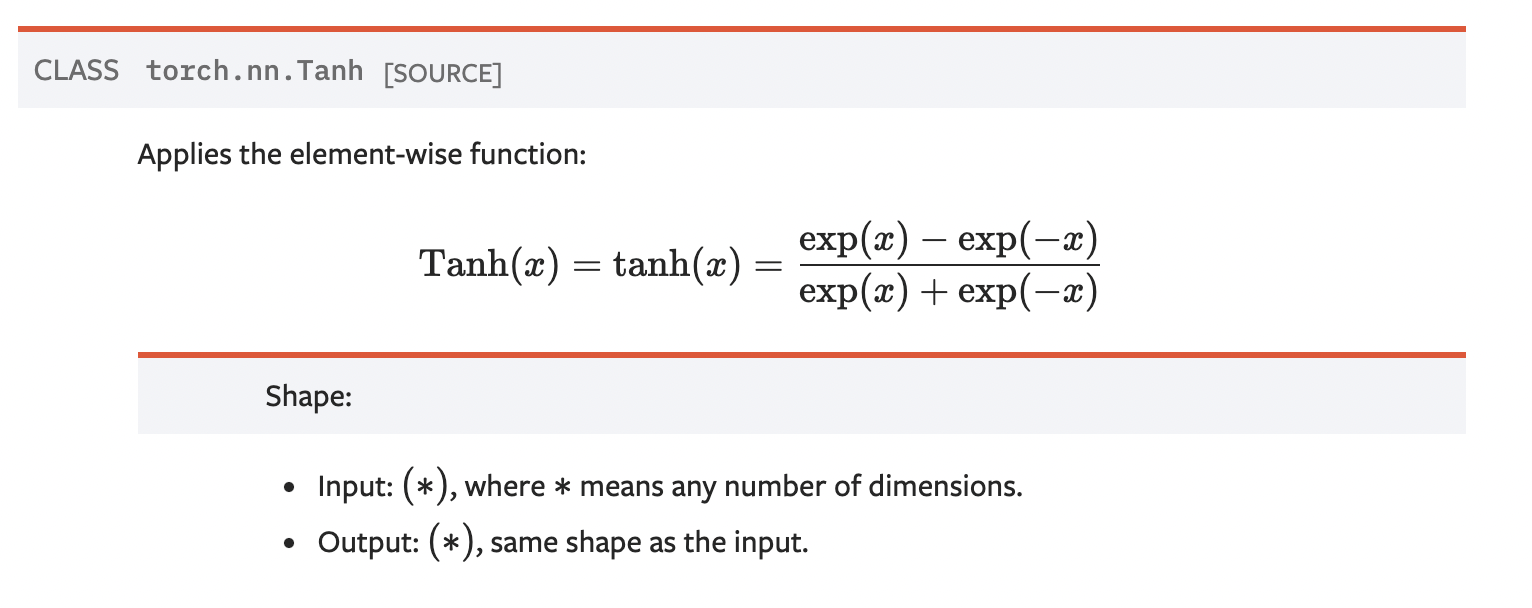 CLASS torch.nn.Tanh [SOURCE]
Applies the element-wise function:
Tanh(x) = tanh(x) = \frac{exp(x) − exp(−x)}{exp(x) + exp(−x)}
Shape:
• Input: (∗), where ∗ means any number of dimensions.
• Output: (∗), same shape as the input.